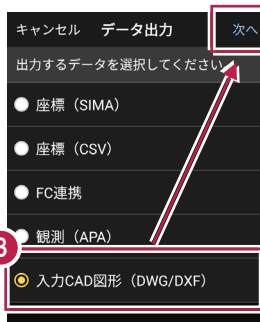 キャンセル データ出力 次へ
出力するデータを選択してください
座標（SIMA）
座標（CSV）
FC連携
観測（APA）
3
入力CAD図形（DWG/DXF）